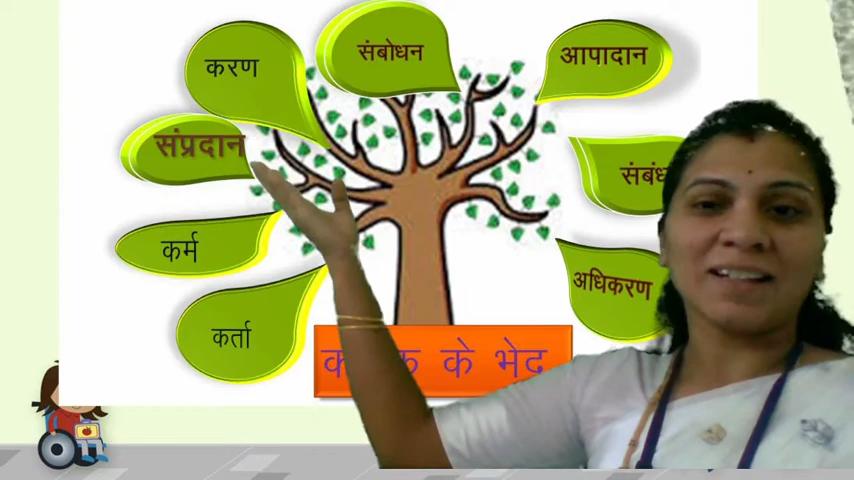 करण
संबोधन
आपादान
संप्रदान
कर्म
अधिकरण
कर्ता
के भेद